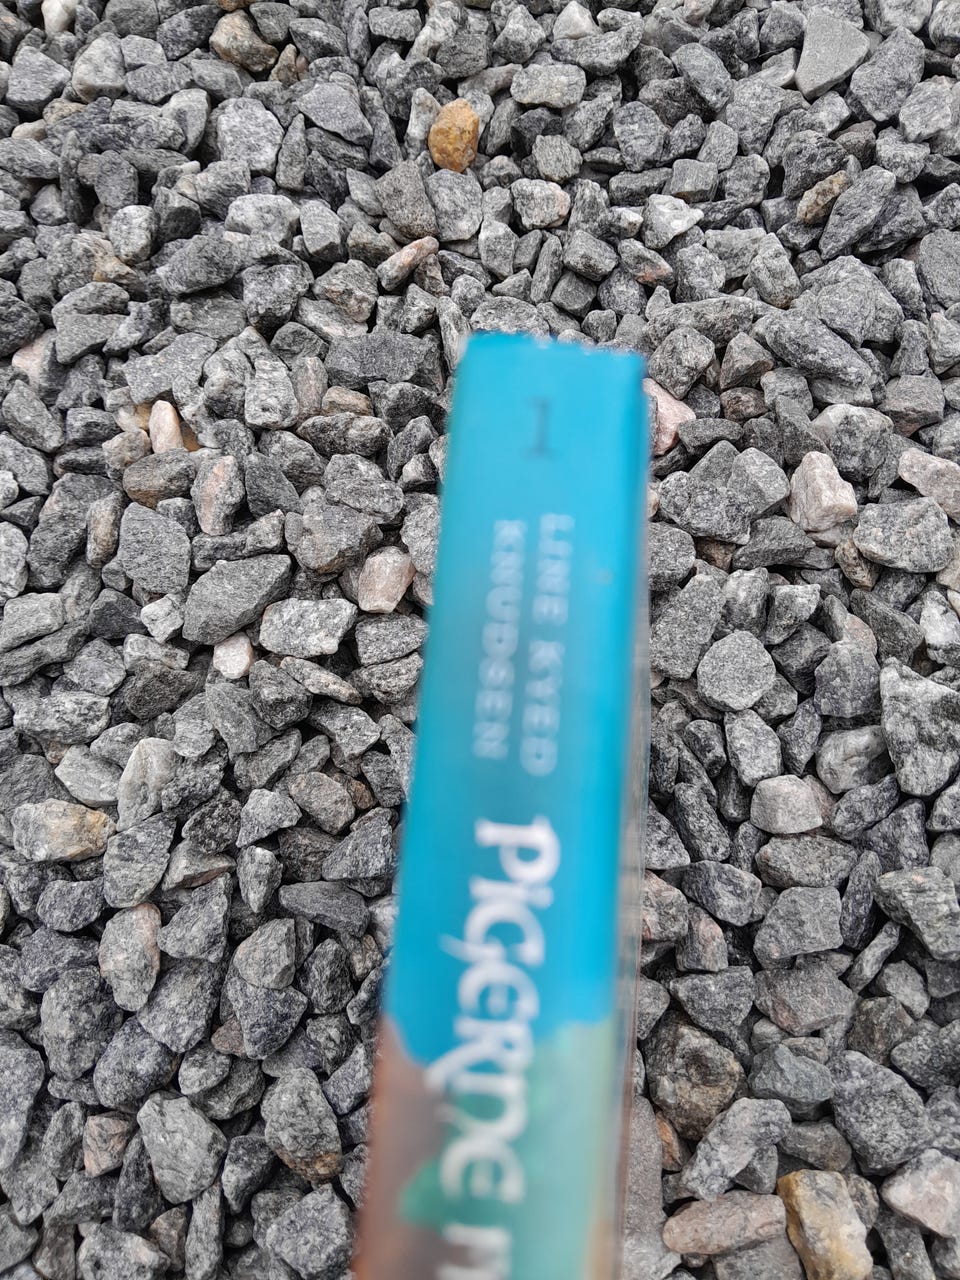 1
LINE KYED
KNUDSEN
PIGERNE